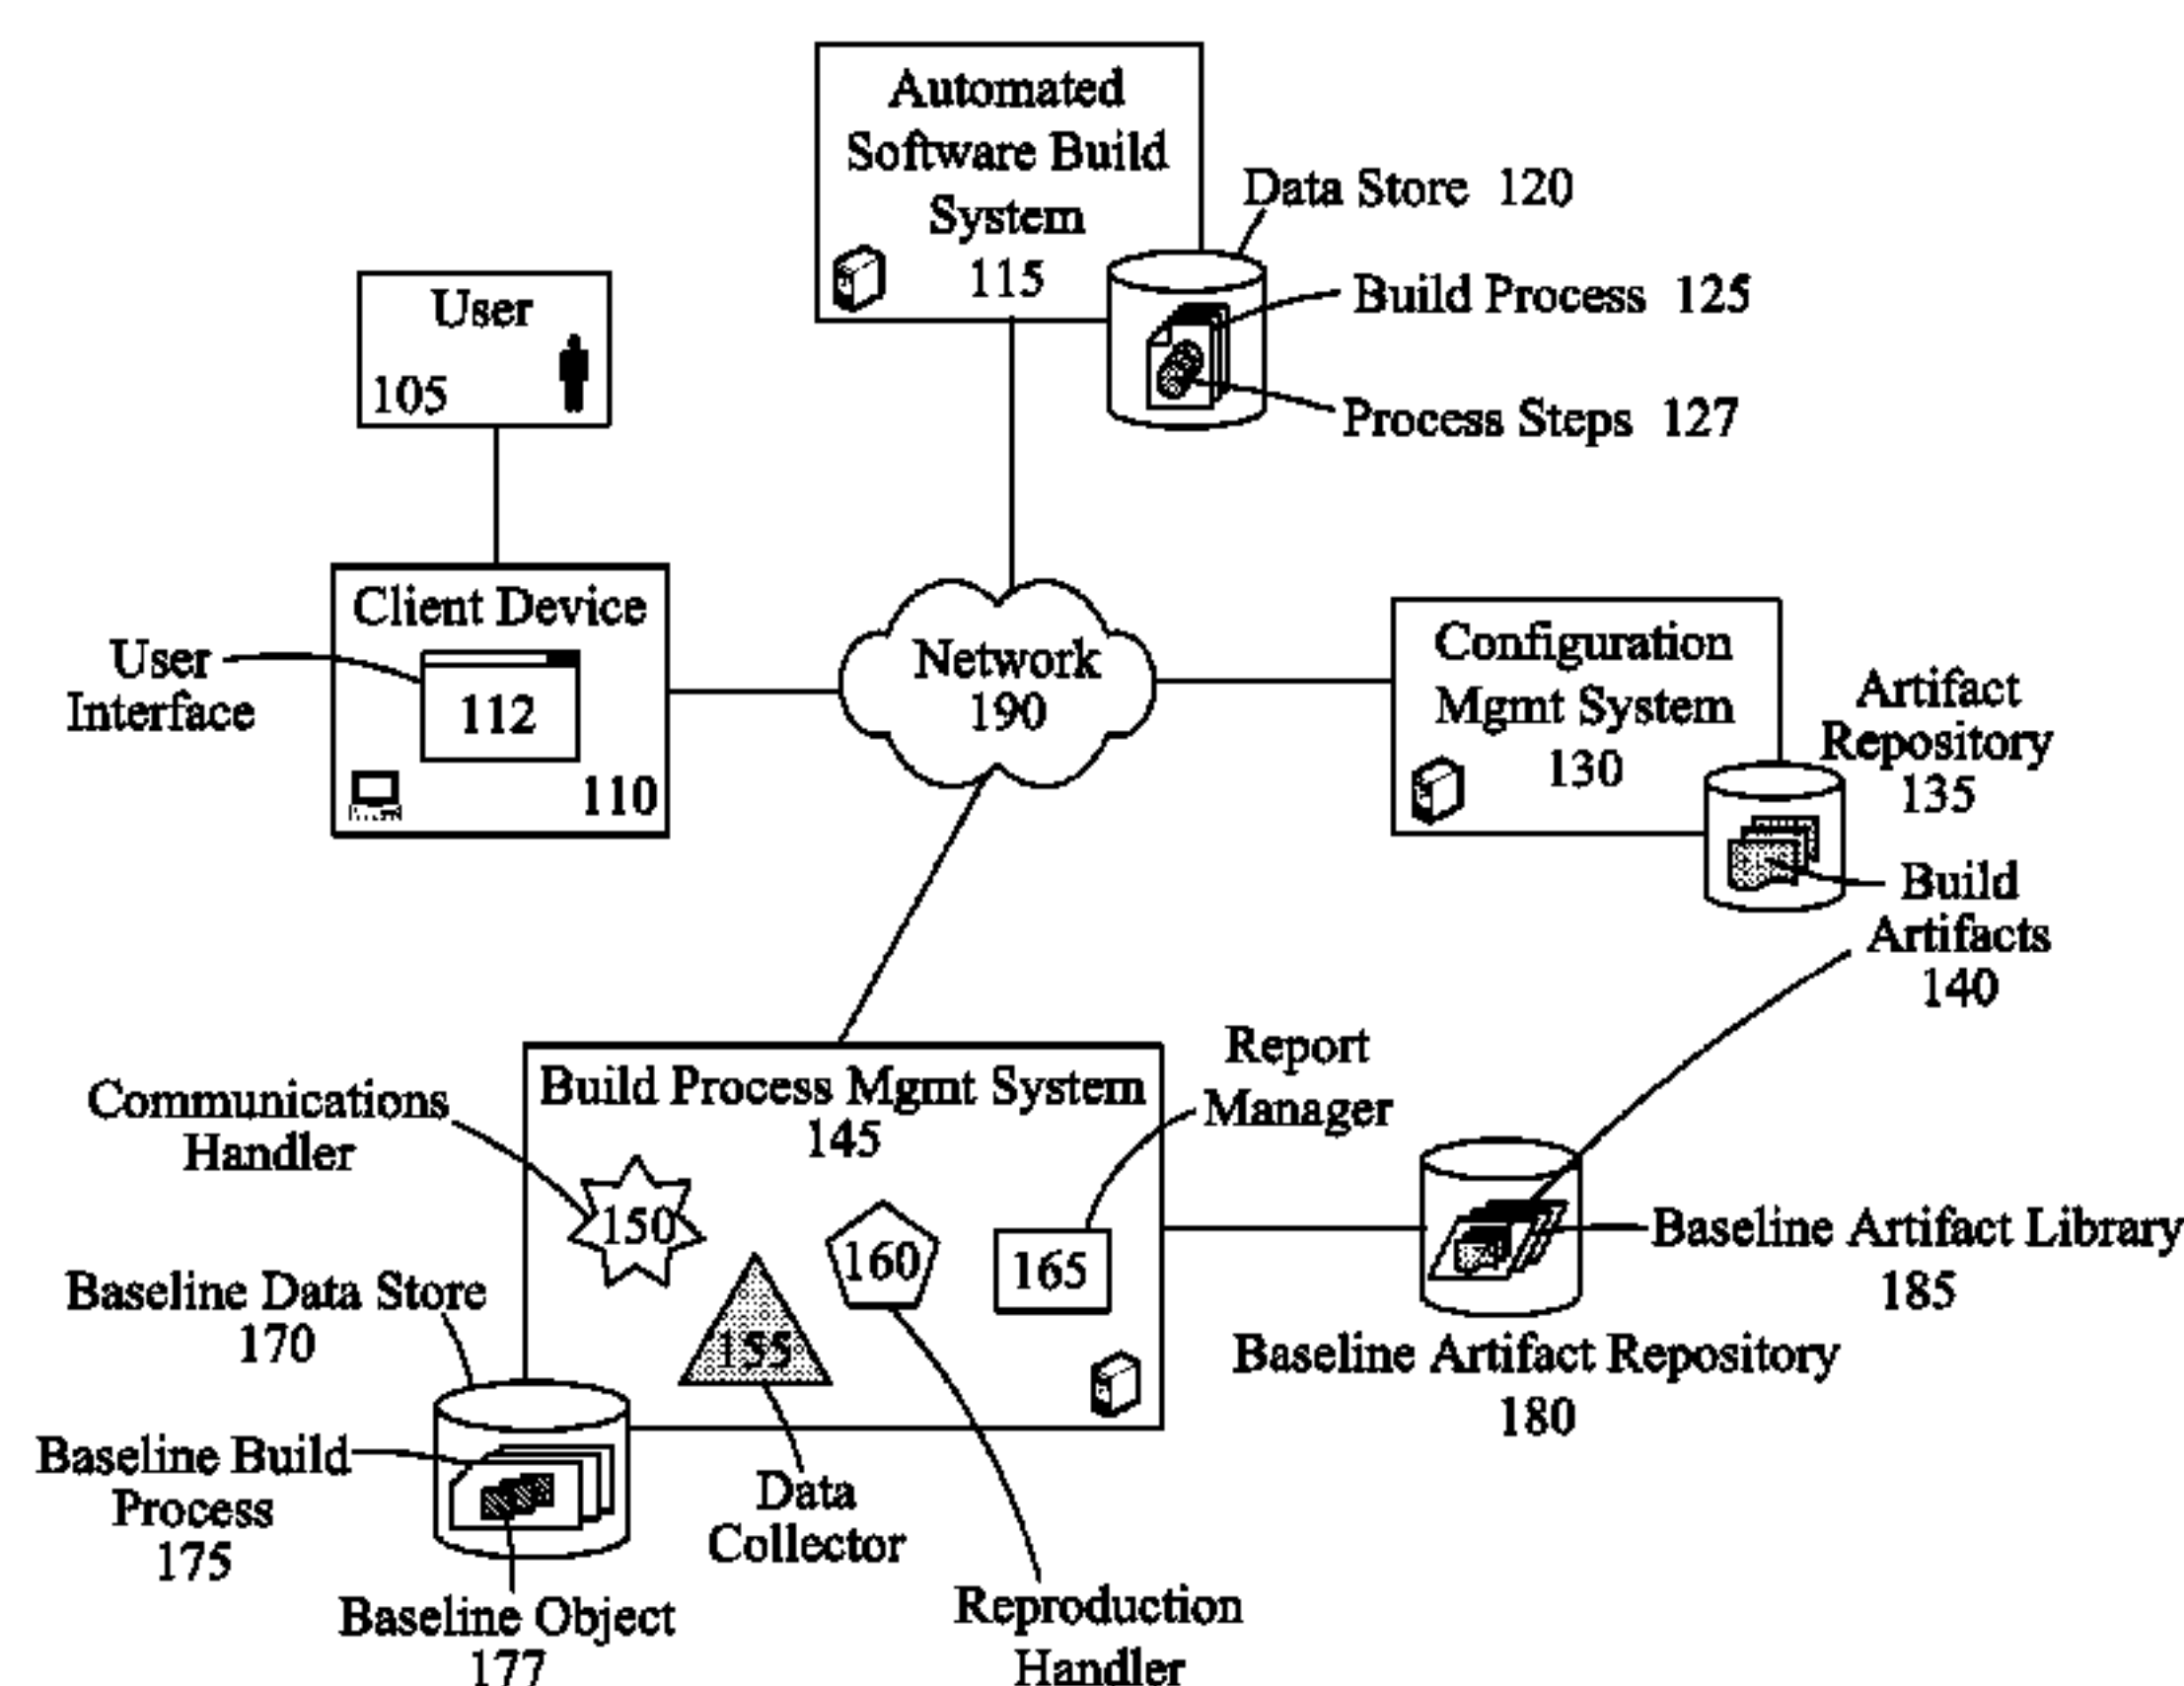 Automated
Software Build
System
115
Data Store 120
Build Process 125
Process Steps 127
User
105
Client Device
User
Interface
112
110
Network
190
Configuration
Mgmt System
130
Artifact
Repository
135
Build
Artifacts
140
Build Process Mgmt System
145
Report
Manager
Communications
Handler
150
155
160
165
Baseline Data Store
170
Baseline Build
Process
175
Baseline Object
177
Data
Collector
Reproduction
Handler
Baseline Artifact Library
185
Baseline Artifact Repository
180